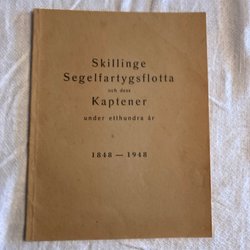 Skillinge
Segelfartygsflotta
och dess
Kaptener
under etthundra år
1848 — 1948